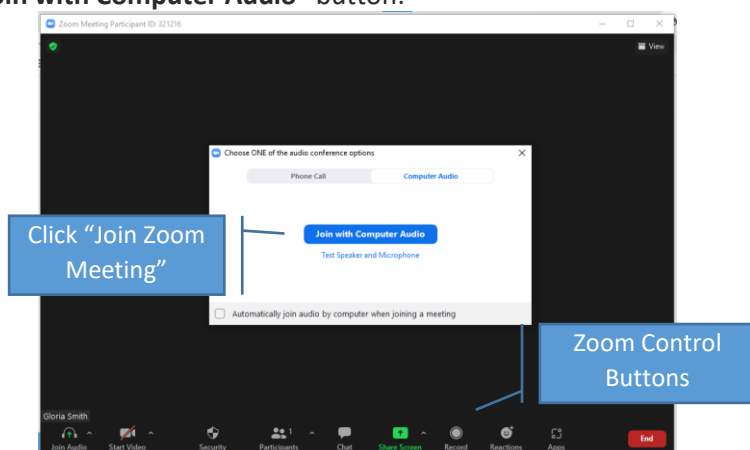 oin with Computer Audio" button.
Zoom Meeting Participant ID: 321216
View
Choose ONE of the audio conference options
Phone Call
Computer Audio
Join with Computer Audio
Test Speaker and Microphone
Automatically join audio by computer when joining a meeting
Click “Join Zoom
Meeting”
Zoom Control
Buttons
Gloria Smith
1
Join Audio Start Video Security Participants Chat Share Screen Record Reactions Apps End